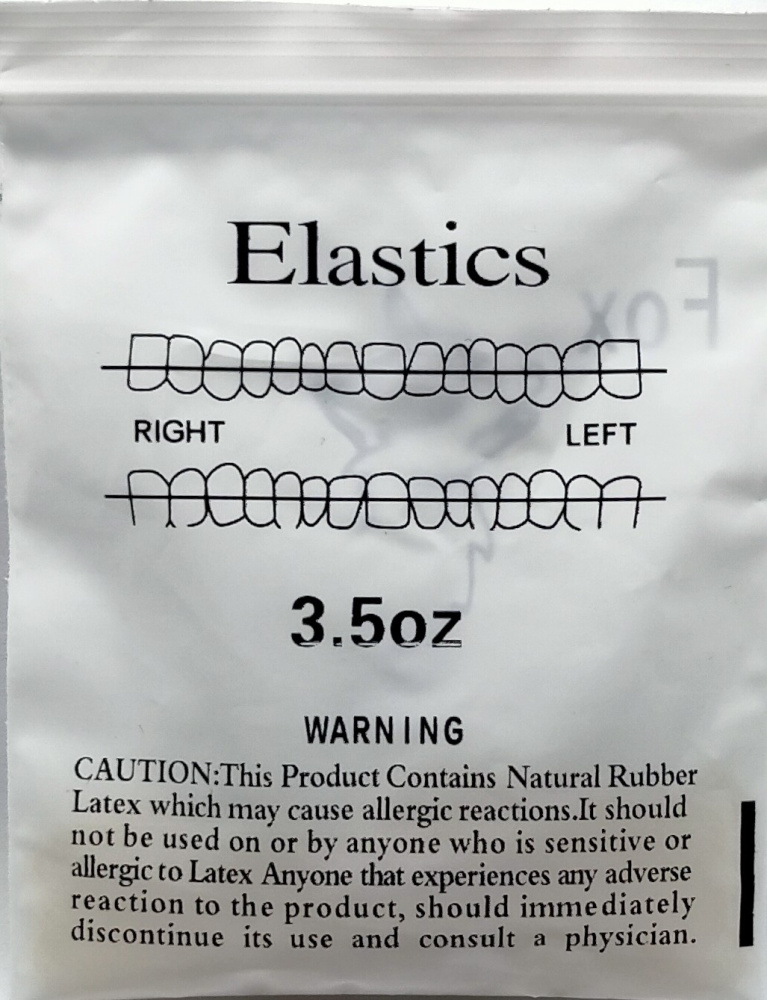 Elastics
Fox
RIGHT LEFT
3.5oz
WARNING
CAUTION:This Product Contains Natural Rubber
Latex which may cause allergic reactions.It should
not be used on or by anyone who is sensitive or
allergic to Latex Anyone that experiences any adverse
reaction to the product, should immediately
discontinue its use and consult a physician.